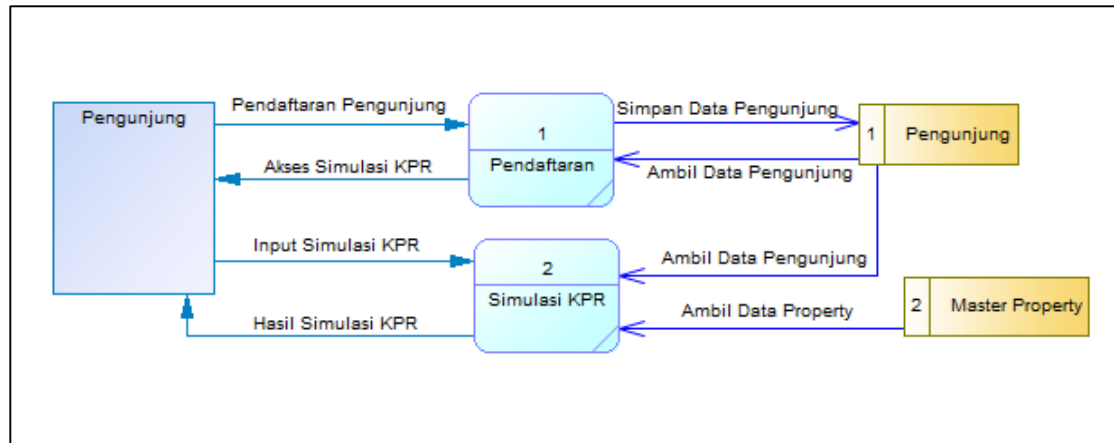 Pengunjung
Pendaftaran Pengunjung
1
Pendaftaran
Simpan Data Pengunjung
1 Pengunjung
Akses Simulasi KPR
Ambil Data Pengunjung
Input Simulasi KPR
2
Simulasi KPR
Ambil Data Pengunjung
Hasil Simulasi KPR
Ambil Data Property
2 Master Property